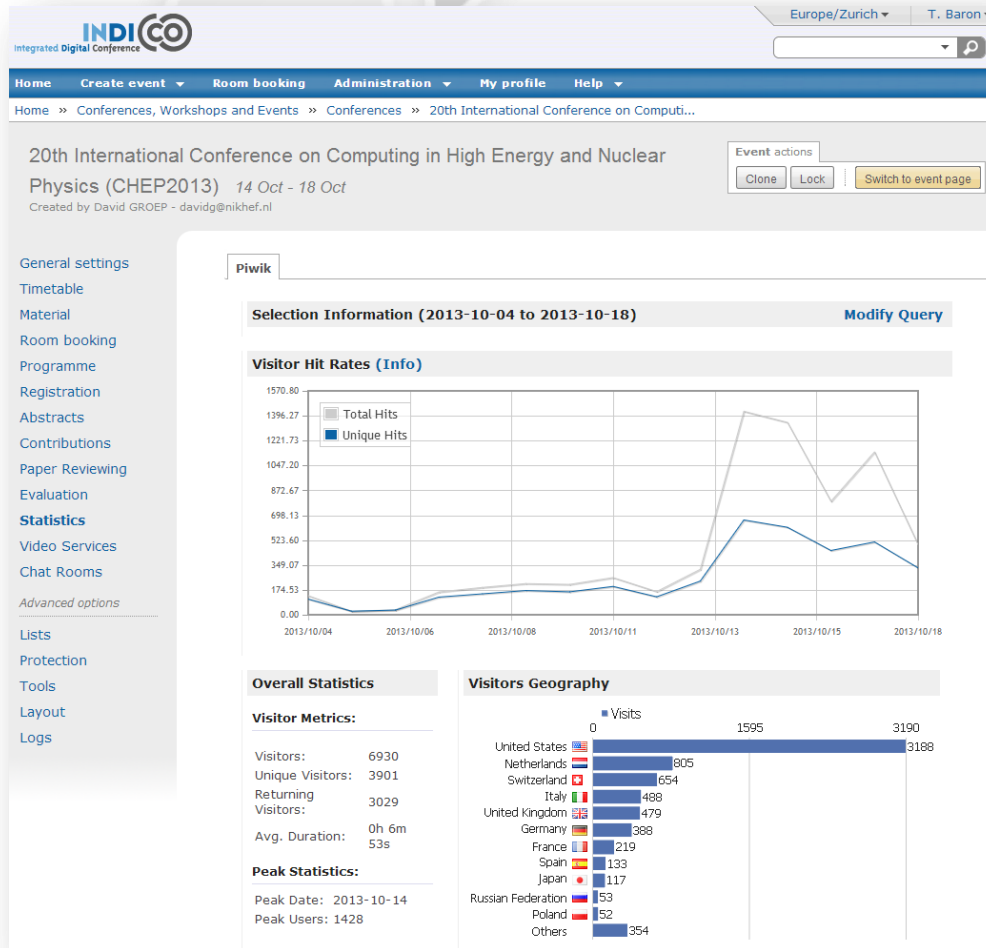 Europe/Zurich T. Baron
INDICO
Integrated Digital Conference
Home Create event Room booking Administration My profile Help
Home » Conferences, Workshops and Events » Conferences » 20th International Conference on Computi...
20th International Conference on Computing in High Energy and Nuclear
Physics (CHEP2013) 14 Oct - 18 Oct
Created by David GROEP - davidg@nikhef.nl
Event actions
Clone Lock Switch to event page
General settings
Timetable
Material
Room booking
Programme
Registration
Abstracts
Contributions
Paper Reviewing
Evaluation
Statistics
Video Services
Chat Rooms
Advanced options
Lists
Protection
Tools
Layout
Logs
Piwik
Selection Information (2013-10-04 to 2013-10-18) Modify Query
Visitor Hit Rates (Info)
1570.80
1396.27
1221.73
1047.20
872.67
698.13
523.60
349.07
174.53
0.00
Total Hits
Unique Hits
2013/10/04 2013/10/06 2013/10/08 2013/10/11 2013/10/13 2013/10/15 2013/10/18
Overall Statistics
Visitor Metrics:
Visitors: 6930
Unique Visitors: 3901
Returning
Visitors: 3029
Avg. Duration: 0h 6m
53s
Peak Statistics:
Peak Date: 2013-10-14
Peak Users: 1428
Visitors Geography
Visits
0 1595 3190
United States 3188
Netherlands 805
Switzerland 654
Italy 488
United Kingdom 479
Germany 388
France 219
Spain 133
Japan 117
Russian Federation 53
Poland 52
Others 354